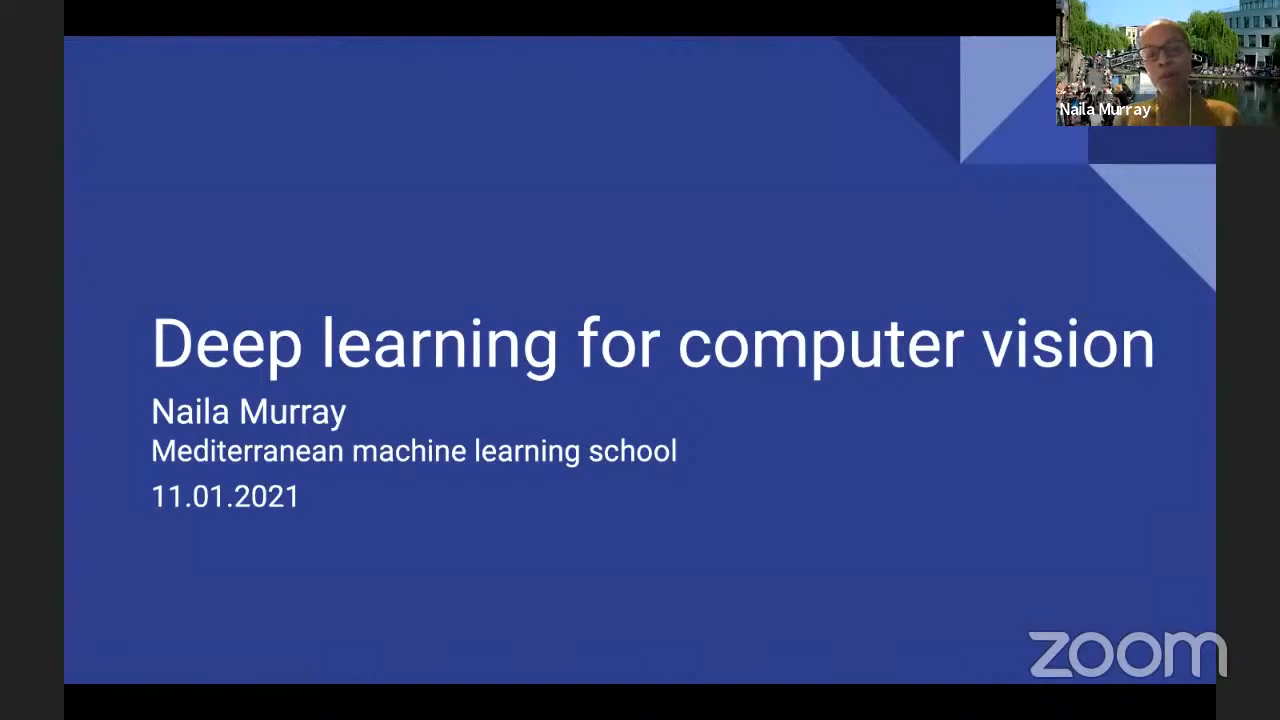 Naila Murray
Deep learning for computer vision
Naila Murray
Mediterranean machine learning school
11.01.2021
zoom